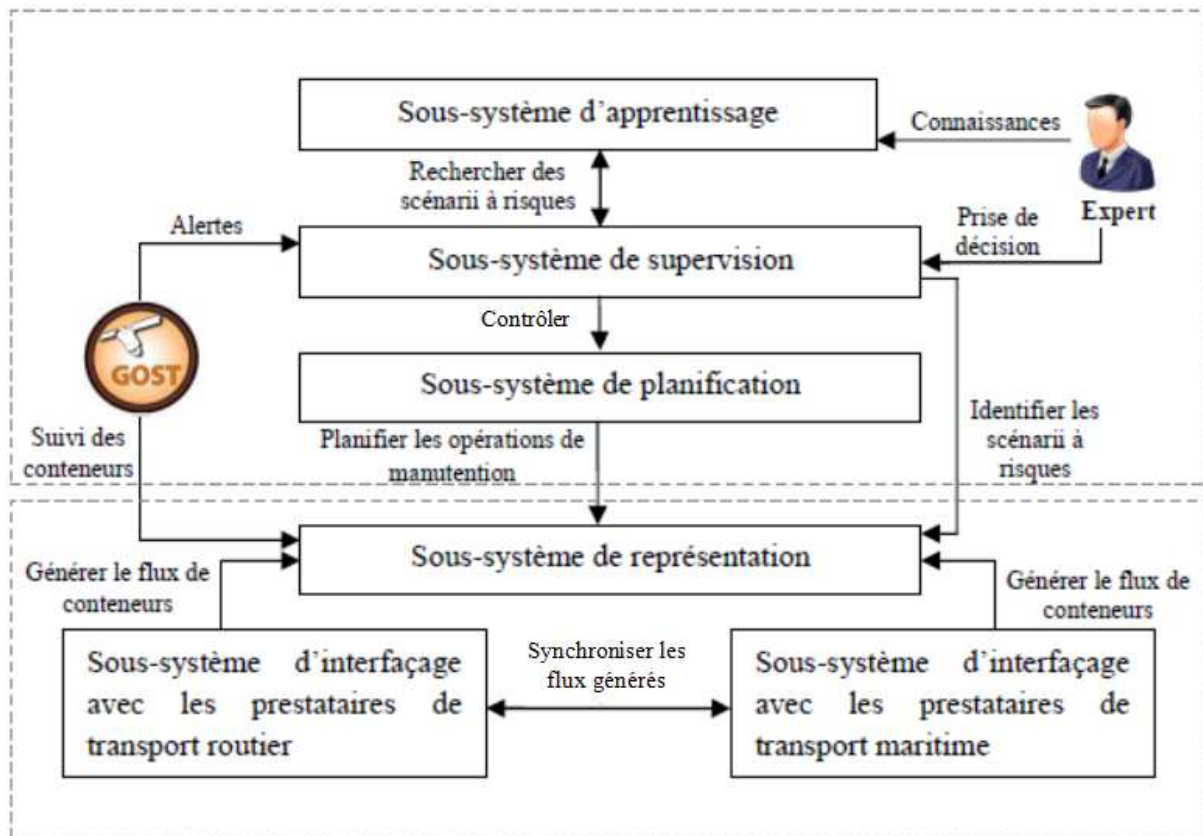 Sous-système d'apprentissage
Connaissances
Rechercher des
scénarii à risques
Expert
Alertes
Prise de
décision
Sous-système de supervision
Contrôler
GOST
Sous-système de planification
Identifier les
scénarii à
risques
Suivi des
conteneurs
Planifier les opérations de
manutention
Sous-système de représentation
Générer le flux de
conteneurs
Générer le flux de
conteneurs
Sous-système d'interfaçage
avec les prestataires de
transport routier
Synchroniser les
flux générés
Sous-système d'interfaçage
avec les prestataires de
transport maritime